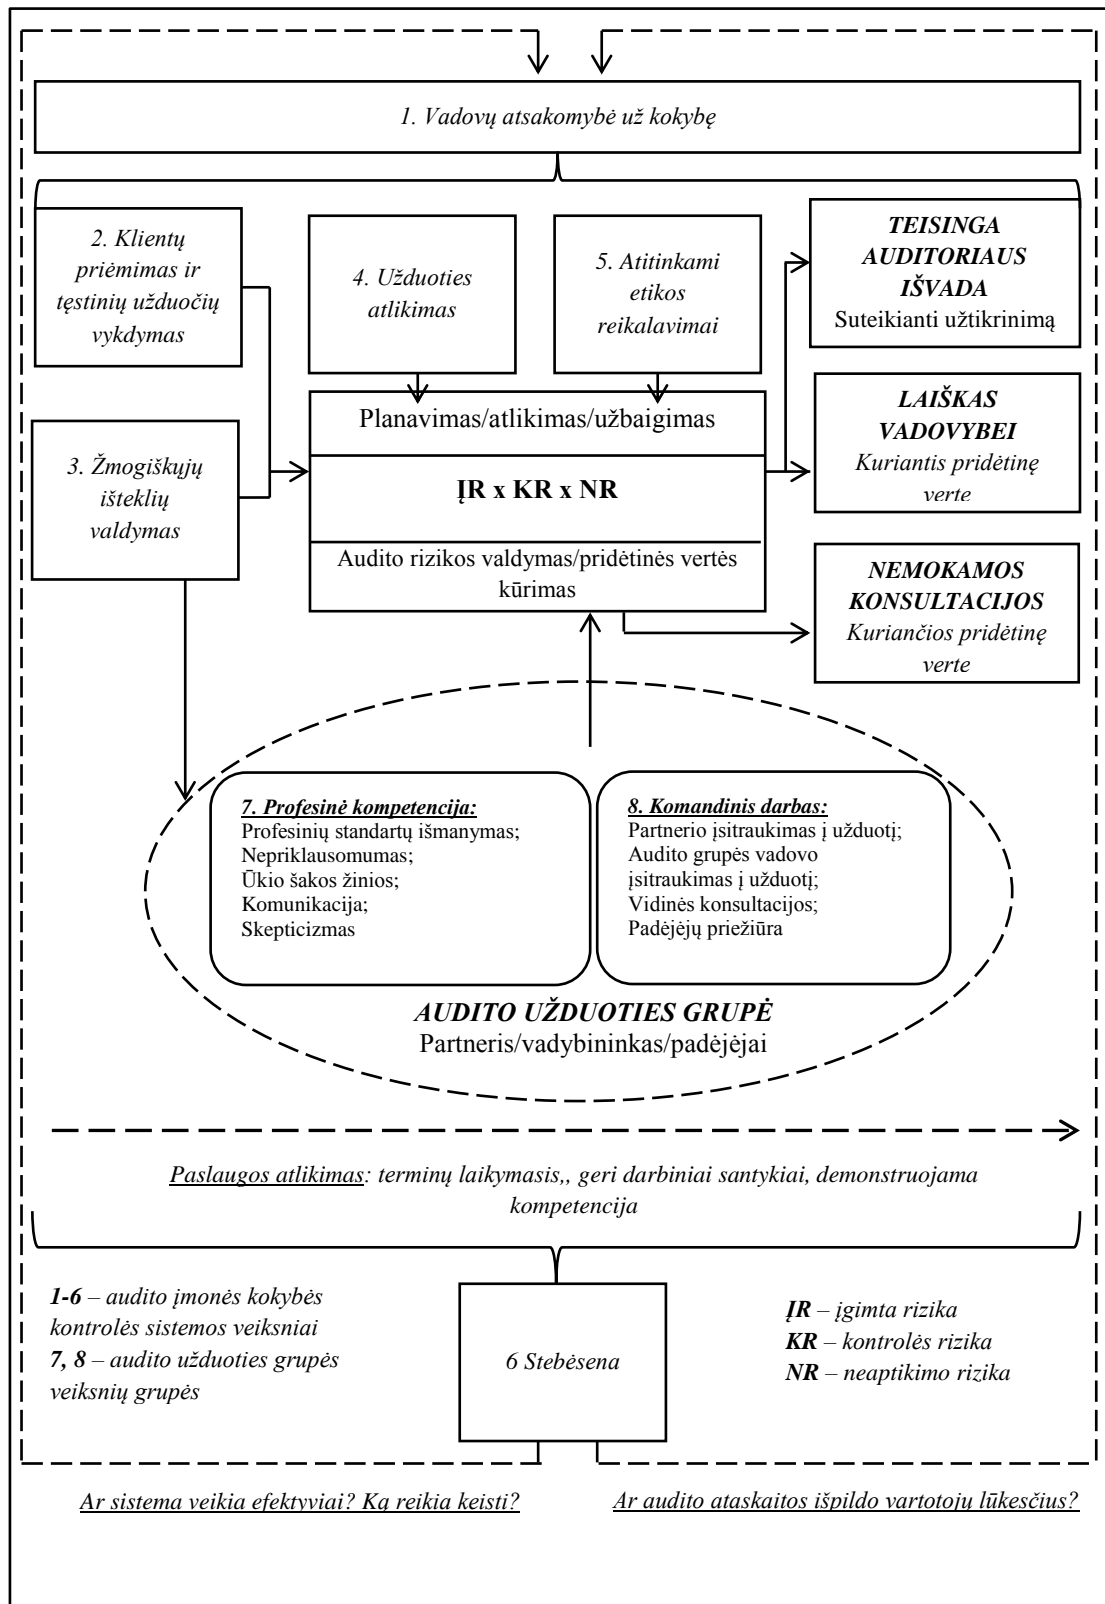 1. Vadovų atsakomybė už kokybę
2. Klientų
priėmimas ir
tęstinių užduočių
vykdymas
4. Užduoties
atlikimas
5. Atitinkami
etikos
reikalavimai
TEISINGA
AUDITORIAUS
IŠVADA
Suteikianti užtikrinimą
3. Žmogiškųjų
išteklių
valdymas
Planavimas/atlikimas/užbaigimas
ĮR x KR x NR
Audito rizikos valdymas/pridėtinės vertės
kūrimas
LAIŠKAS
VADOVYBEI
Kuriantis pridėtinę
verte
NEMOKAMOS
KONSULTACIJOS
Kuriančios pridėtinę
verte
7. Profesinė kompetencija:
Profesinių standartų išmanymas;
Nepriklausomumas;
Ūkio šakos žinios;
Komunikacija;
Skepticizmas
8. Komandinis darbas:
Partnerio įsitraukimas į užduotį;
Audito grupės vadovo
įsitraukimas į užduotį;
Vidinės konsultacijos;
Padėjėjų priežiūra
AUDITO UŽDUOTIES GRUPĖ
Partneris/vadybininkas/padėjėjai
Paslaugos atlikimas: terminų laikymasis,, geri darbiniai santykiai, demonstruojama
kompetencija
1-6 – audito įmonės kokybės
kontrolės sistemos veiksniai
7, 8 – audito užduoties grupės
veiksnių grupės
6 Stebėsena
ĮR – įgimta rizika
KR – kontrolės rizika
NR – neaptikimo rizika
Ar sistema veikia efektyviai? Ką reikia keisti?
Ar audito ataskaitos išpildo vartotojų lūkesčius?